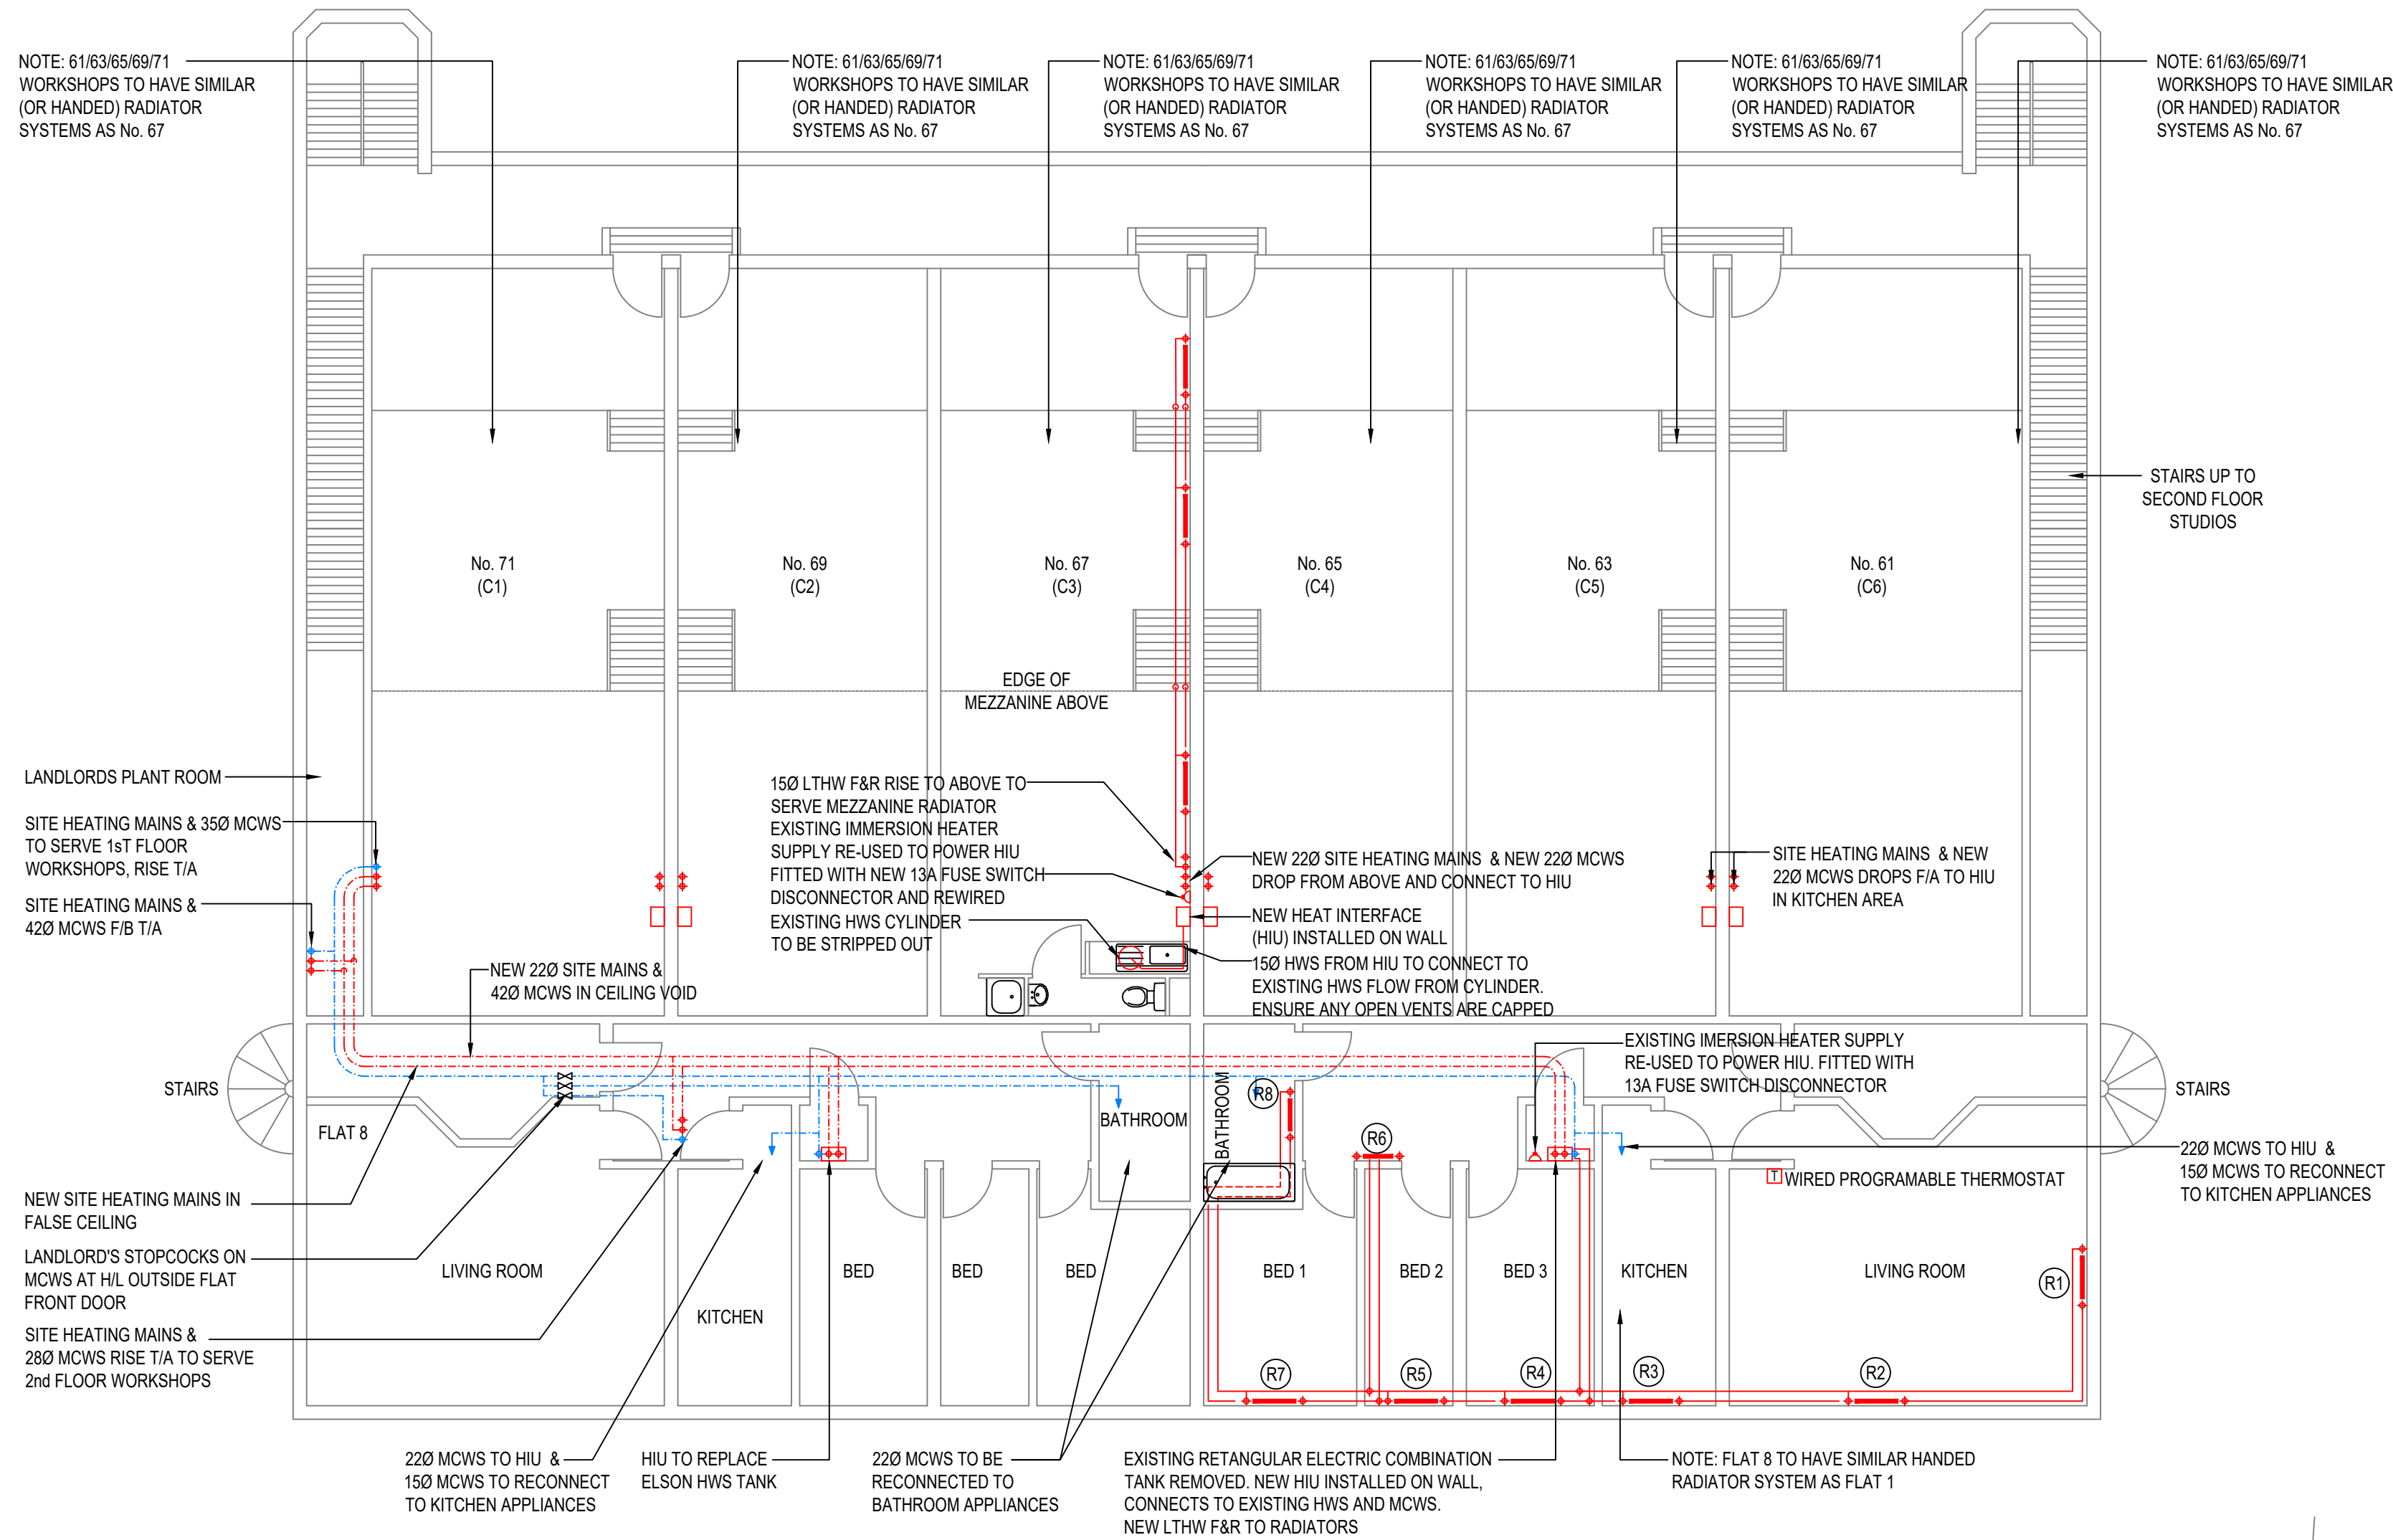 NOTE: 61/63/65/69/71
WORKSHOPS TO HAVE SIMILAR
(OR HANDED) RADIATOR
SYSTEMS AS No. 67
NOTE: 61/63/65/69/71
WORKSHOPS TO HAVE SIMILAR
(OR HANDED) RADIATOR
SYSTEMS AS No. 67
NOTE: 61/63/65/69/71
WORKSHOPS TO HAVE SIMILAR
(OR HANDED) RADIATOR
SYSTEMS AS No. 67
NOTE: 61/63/65/69/71
WORKSHOPS TO HAVE SIMILAR
(OR HANDED) RADIATOR
SYSTEMS AS No. 67
NOTE: 61/63/65/69/71
WORKSHOPS TO HAVE SIMILAR
(OR HANDED) RADIATOR
SYSTEMS AS No. 67
NOTE: 61/63/65/69/71
WORKSHOPS TO HAVE SIMILAR
(OR HANDED) RADIATOR
SYSTEMS AS No. 67
STAIRS UP TO
SECOND FLOOR
STUDIOS
No. 71
(C1)
No. 69
(C2)
No. 67
(C3)
No. 65
(C4)
No. 63
(C5)
No. 61
(C6)
EDGE OF
MEZZANINE ABOVE
LANDLORDS PLANT ROOM
SITE HEATING MAINS & 35Ø MCWS
TO SERVE 1sT FLOOR
WORKSHOPS, RISE T/A
SITE HEATING MAINS &
42Ø MCWS F/B T/A
15Ø LTHW F&R RISE TO ABOVE TO
SERVE MEZZANINE RADIATOR
EXISTING IMMERSION HEATER
SUPPLY RE-USED TO POWER HIU
FITTED WITH NEW 13A FUSE SWITCH
DISCONNECTOR AND REWIRED
EXISTING HWS CYLINDER
TO BE STRIPPED OUT
NEW 22Ø SITE HEATING MAINS & NEW 22Ø MCWS
DROP FROM ABOVE AND CONNECT TO HIU
NEW HEAT INTERFACE
(HIU) INSTALLED ON WALL
15Ø HWS FROM HIU TO CONNECT TO
EXISTING HWS FLOW FROM CYLINDER.
ENSURE ANY OPEN VENTS ARE CAPPED
SITE HEATING MAINS & NEW
22Ø MCWS DROPS F/A TO HIU
IN KITCHEN AREA
NEW 22Ø SITE MAINS &
42Ø MCWS IN CEILING VOID
EXISTING IMERSION HEATER SUPPLY
RE-USED TO POWER HIU. FITTED WITH
13A FUSE SWITCH DISCONNECTOR
STAIRS
STAIRS
FLAT 8
BATHROOM
BATHROOM
R8
R6
22Ø MCWS TO HIU &
15Ø MCWS TO RECONNECT
TO KITCHEN APPLIANCES
T WIRED PROGRAMABLE THERMOSTAT
NEW SITE HEATING MAINS IN
FALSE CEILING
LANDLORD'S STOPCOCKS ON
MCWS AT H/L OUTSIDE FLAT
FRONT DOOR
SITE HEATING MAINS &
28Ø MCWS RISE T/A TO SERVE
2nd FLOOR WORKSHOPS
LIVING ROOM
KITCHEN
BED
BED
BED
BED 1
BED 2
BED 3
KITCHEN
LIVING ROOM
R1
R7
R5
R4
R3
R2
22Ø MCWS TO HIU &
15Ø MCWS TO RECONNECT
TO KITCHEN APPLIANCES
HIU TO REPLACE
ELSON HWS TANK
22Ø MCWS TO BE
RECONNECTED TO
BATHROOM APPLIANCES
EXISTING RETANGULAR ELECTRIC COMBINATION
TANK REMOVED. NEW HIU INSTALLED ON WALL,
CONNECTS TO EXISTING HWS AND MCWS.
NEW LTHW F&R TO RADIATORS
NOTE: FLAT 8 TO HAVE SIMILAR HANDED
RADIATOR SYSTEM AS FLAT 1